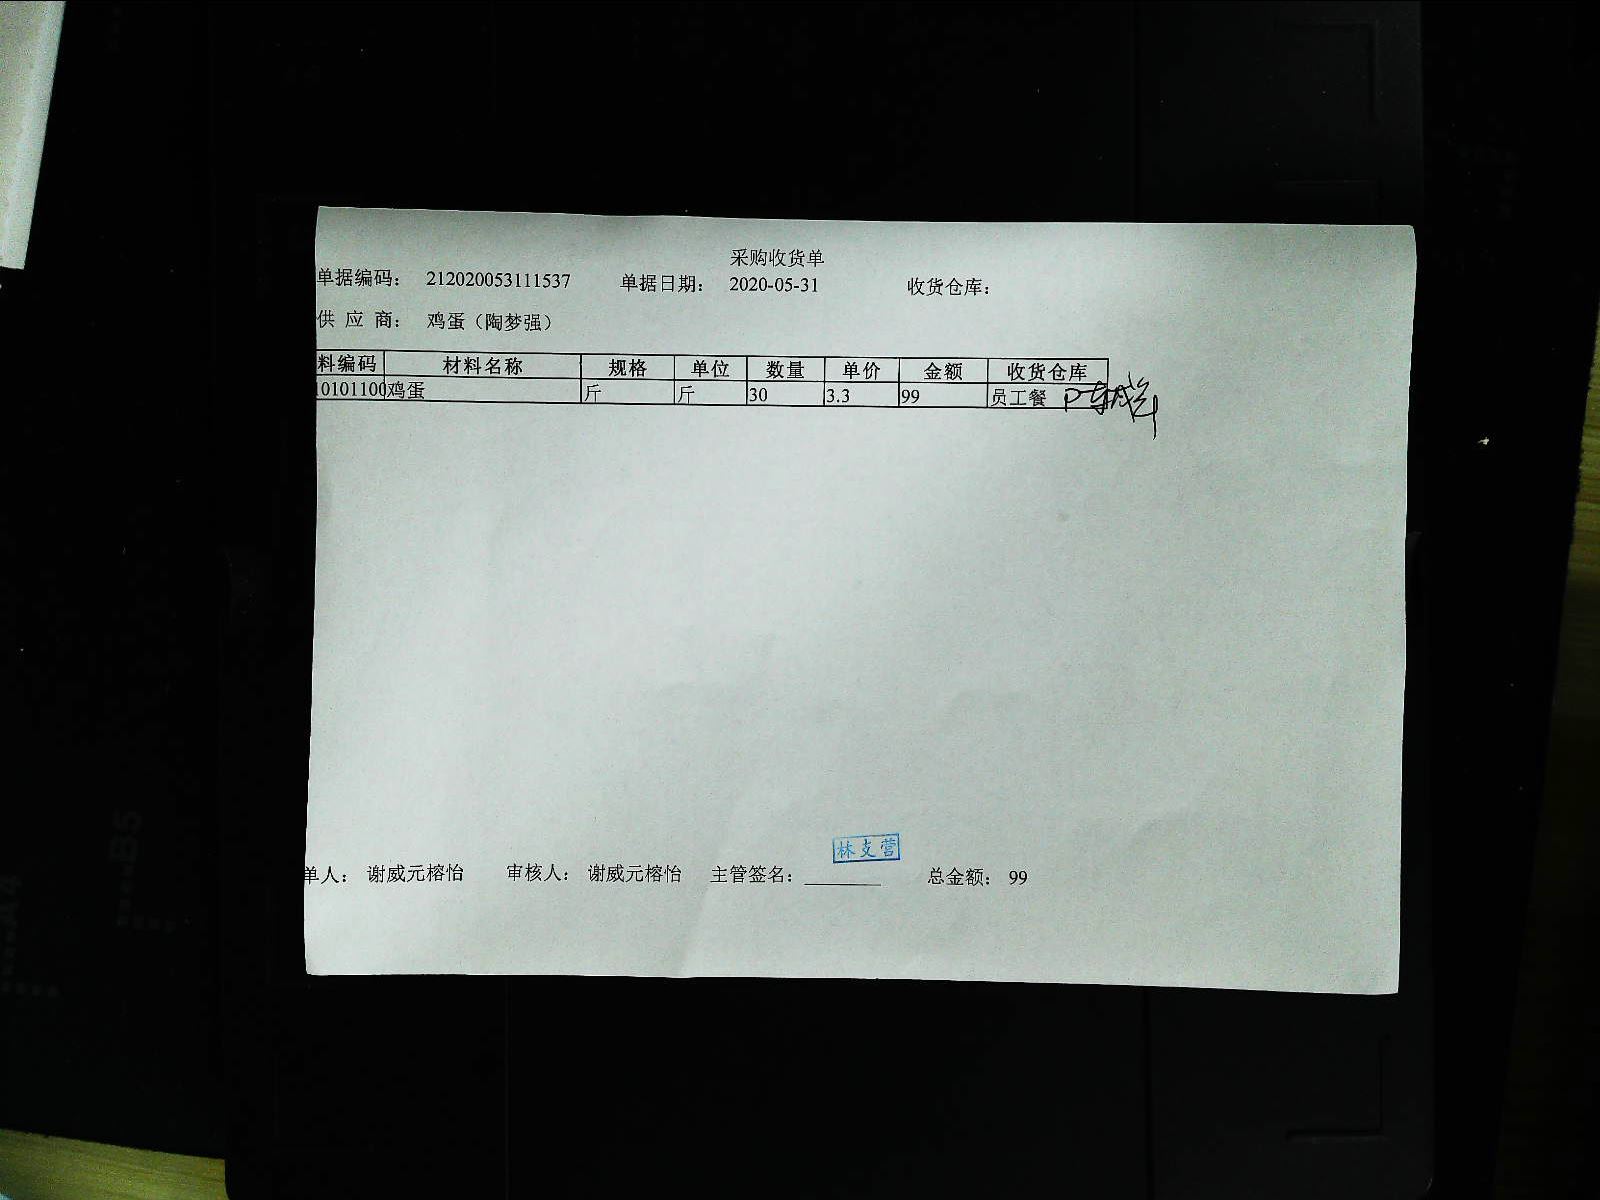 采购收货单
单据编码： 212020053111537 单据日期： 2020-05-31 收货仓库：
供 应 商： 鸡蛋（陶梦强）
料编码 材料名称 规格 单位 数量 单价 金额 收货仓库
10101100 鸡蛋 斤 斤 30 3.3 99 员工餐
林支营
单人： 谢威元榕怡 审核人： 谢威元榕怡 主管签名：________ 总金额： 99
B5
A4